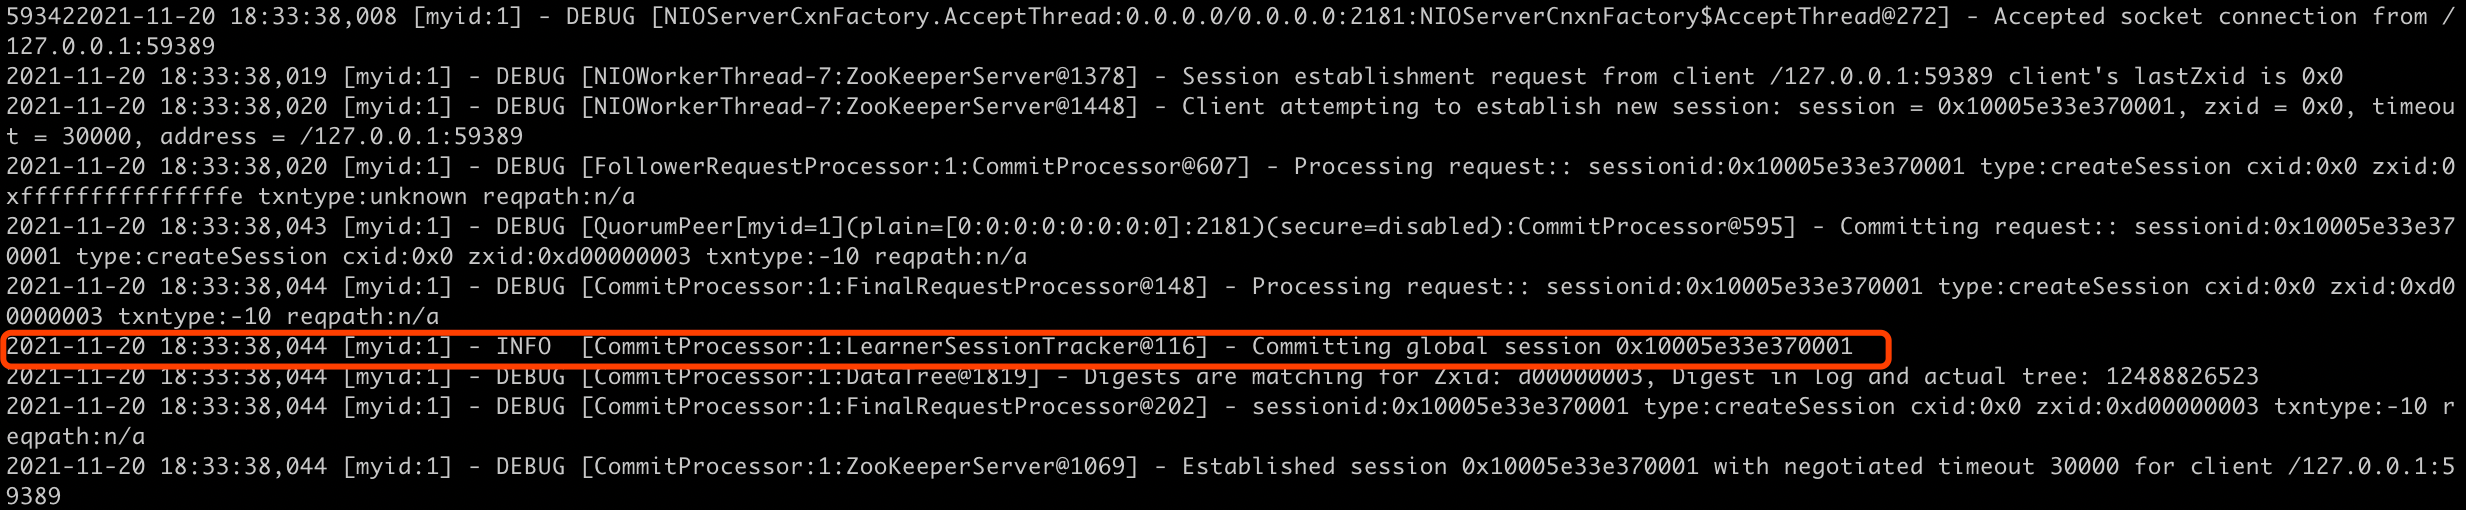 593422021-11-20 18:33:38,008 [myid:1] - DEBUG [NIOServerCxnFactory.AcceptThread:0.0.0.0/0.0.0.0:2181:NIOServerCnxnFactory$AcceptThread@272] - Accepted socket connection from /
127.0.0.1:59389
2021-11-20 18:33:38,019 [myid:1] - DEBUG [NIOWorkerThread-7:ZooKeeperServer@1378] - Session establishment request from client /127.0.0.1:59389 client's lastZxid is 0x0
2021-11-20 18:33:38,020 [myid:1] - DEBUG [NIOWorkerThread-7:ZooKeeperServer@1448] - Client attempting to establish new session: session = 0x10005e33e370001, zxid = 0x0, timeou
t = 30000, address = /127.0.0.1:59389
2021-11-20 18:33:38,020 [myid:1] - DEBUG [FollowerRequestProcessor:1:CommitProcessor@607] - Processing request:: sessionid:0x10005e33e370001 type:createSession cxid:0x0 zxid:0
xfffffffffffffffe txntype:unknown reqpath:n/a
2021-11-20 18:33:38,043 [myid:1] - DEBUG [QuorumPeer[myid=1](plain=[0:0:0:0:0:0:0:0]:2181)(secure=disabled):CommitProcessor@595] - Committing request:: sessionid:0x10005e33e37
0001 type:createSession cxid:0x0 zxid:0xd00000003 txntype:-10 reqpath:n/a
2021-11-20 18:33:38,044 [myid:1] - DEBUG [CommitProcessor:1:FinalRequestProcessor@148] - Processing request:: sessionid:0x10005e33e370001 type:createSession cxid:0x0 zxid:0xd0
0000003 txntype:-10 reqpath:n/a
2021-11-20 18:33:38,044 [myid:1] - INFO  [CommitProcessor:1:LearnerSessionTracker@116] - Committing global session 0x10005e33e370001
2021-11-20 18:33:38,044 [myid:1] - DEBUG [CommitProcessor:1:DataTree@1819] - Digests are matching for Zxid: d00000003, Digest in log and actual tree: 12488826523
2021-11-20 18:33:38,044 [myid:1] - DEBUG [CommitProcessor:1:FinalRequestProcessor@202] - sessionid:0x10005e33e370001 type:createSession cxid:0x0 zxid:0xd00000003 txntype:-10 r
eqpath:n/a
2021-11-20 18:33:38,044 [myid:1] - DEBUG [CommitProcessor:1:ZooKeeperServer@1069] - Established session 0x10005e33e370001 with negotiated timeout 30000 for client /127.0.0.1:5
9389